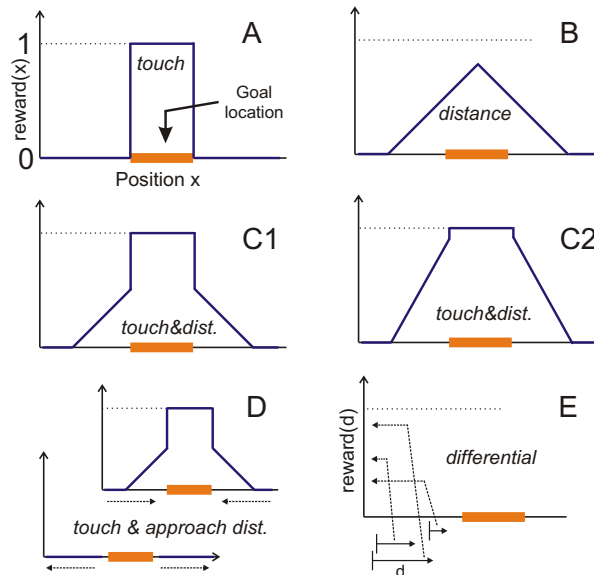 A
1
touch
reward(x)
Goal
location
0
Position x
B
distance
C1
touch&dist.
C2
touch&dist.
D
touch & approach dist.
E
reward(d)
differential
d